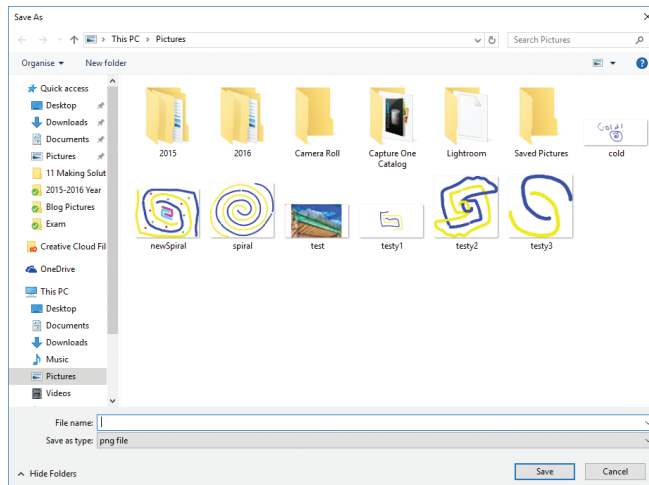 Save As
This PC > Pictures
Search Pictures
Organise
New folder
Quick access
Desktop
Downloads
Documents
Pictures
11 Making Solut
2015-2016 Year
Blog Pictures
Exam
Creative Cloud Fil
OneDrive
This PC
Desktop
Documents
Downloads
Music
Pictures
Videos
2015
2016
Camera Roll
Capture One
Catalog
Lightroom
Saved Pictures
Cold!
cold
newSpiral
spiral
test
testy1
testy2
testy3
File name:
Save as type: png file
Hide Folders
Save
Cancel